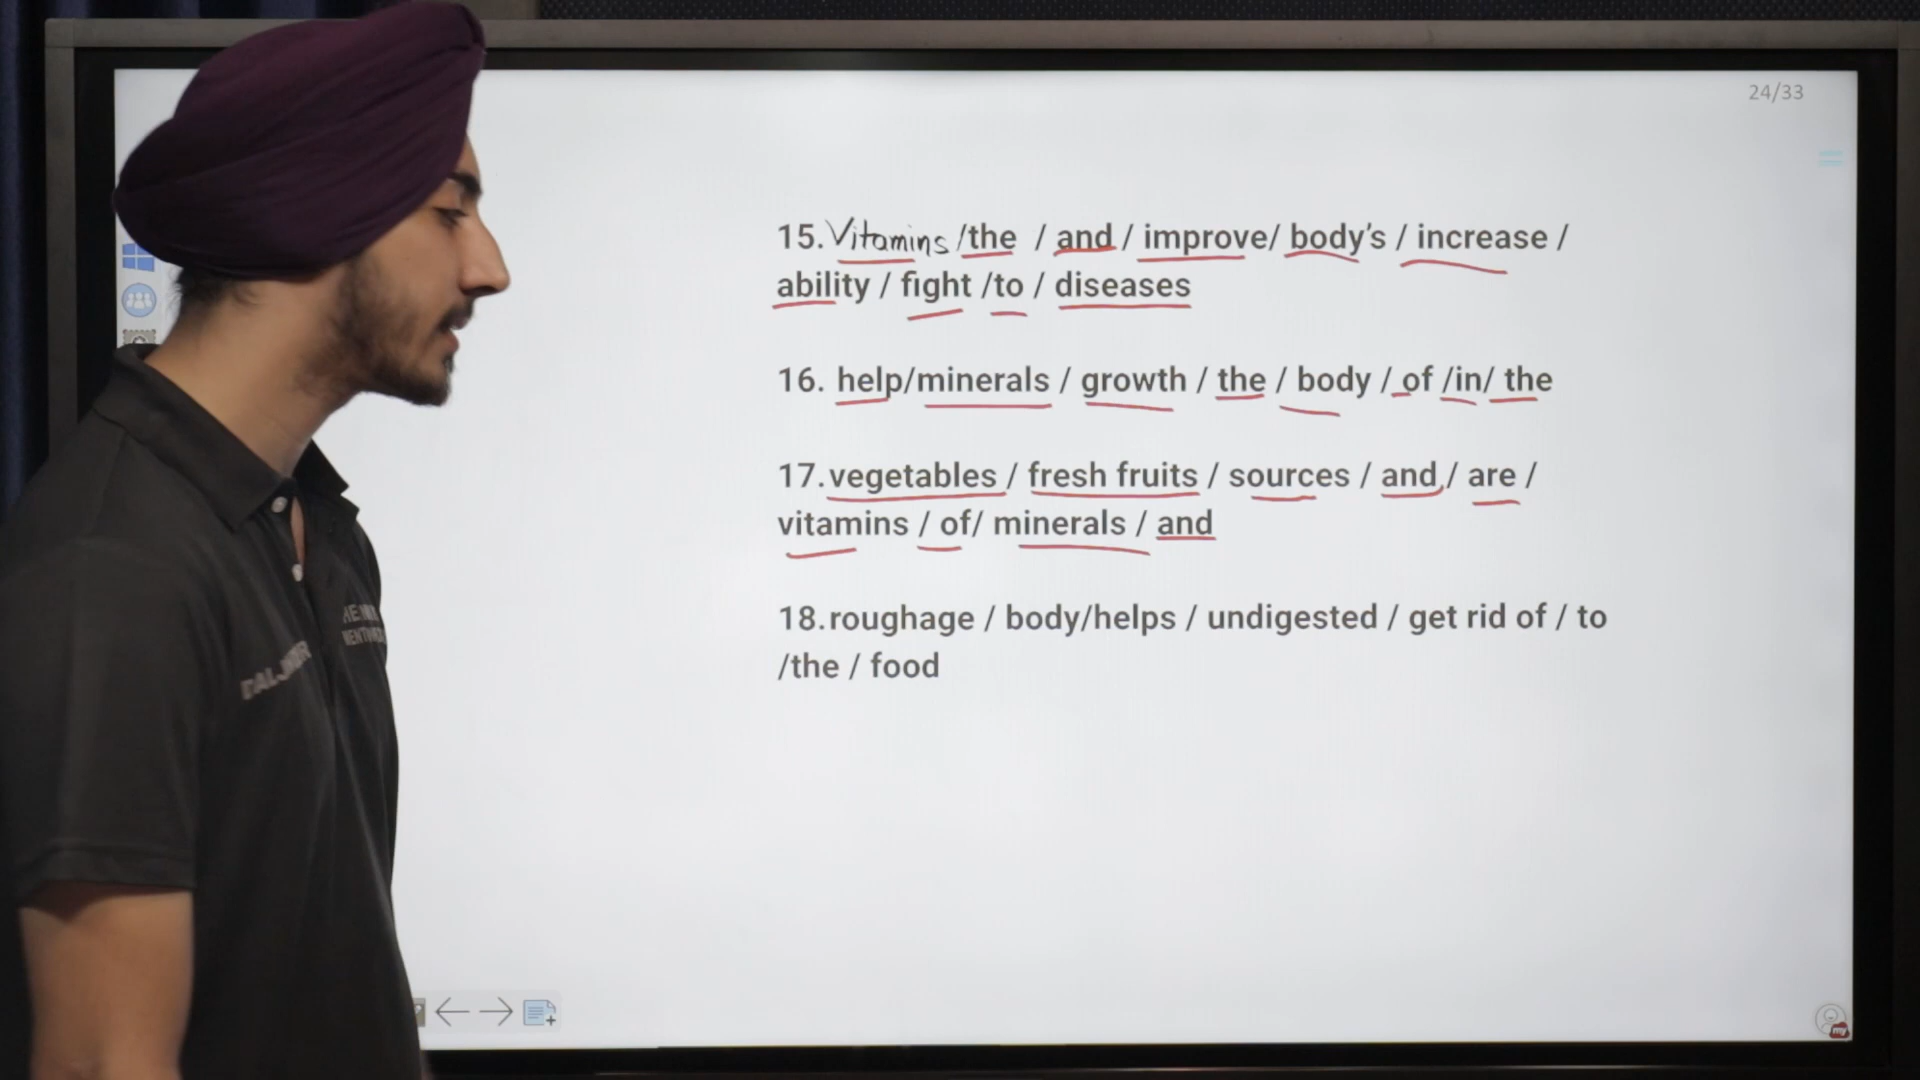 24/33
15. Vitamins /the / and / improve/ body's / increase /
ability / fight /to / diseases
16. help/minerals / growth / the / body / of /in/ the
17. vegetables / fresh fruits / sources / and / are /
vitamins / of/ minerals / and
18. roughage / body/helps / undigested / get rid of / to
/the / food